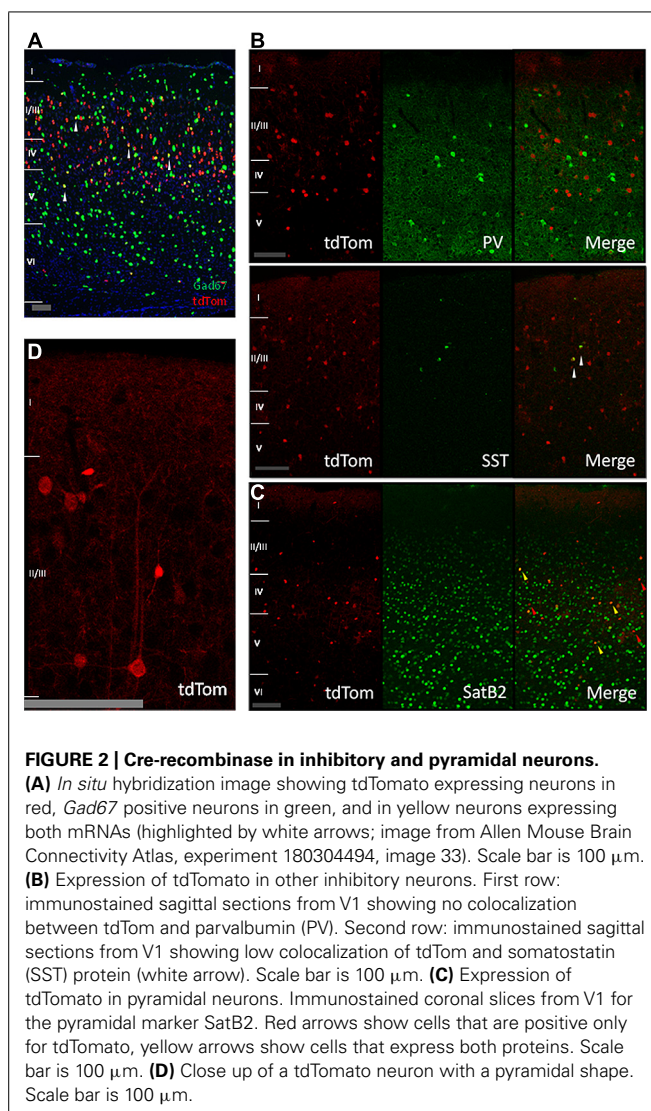 A
I
I/III
IV
V
VI
Gad67
tdTom
B
I
II/III
IV
V
tdTom
PV
Merge
I
II/III
IV
V
tdTom
SST
Merge
C
I
II/III
IV
V
VI
tdTom
SatB2
Merge
D
I
II/III
tdTom
FIGURE 2 | Cre-recombinase in inhibitory and pyramidal neurons.
(A) In situ hybridization image showing tdTomato expressing neurons in
red, Gad67 positive neurons in green, and in yellow neurons expressing
both mRNAs (highlighted by white arrows; image from Allen Mouse Brain
Connectivity Atlas, experiment 180304494, image 33). Scale bar is 100 μm.
(B) Expression of tdTomato in other inhibitory neurons. First row:
immunostained sagittal sections from V1 showing no colocalization
between tdTom and parvalbumin (PV). Second row: immunostained sagittal
sections from V1 showing low colocalization of tdTom and somatostatin
(SST) protein (white arrow). Scale bar is 100 μm. (C) Expression of
tdTomato in pyramidal neurons. Immunostained coronal slices from V1 for
the pyramidal marker SatB2. Red arrows show cells that are positive only
for tdTomato, yellow arrows show cells that express both proteins. Scale
bar is 100 μm. (D) Close up of a tdTomato neuron with a pyramidal shape.
Scale bar is 100 μm.